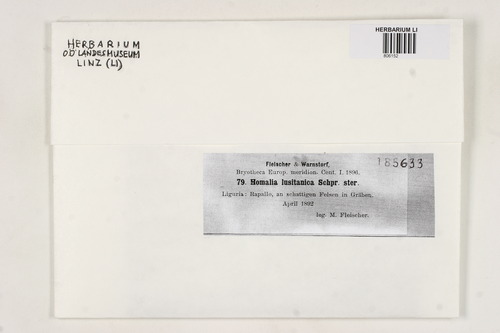 HERBARIUM
OÖ LANDESMUSEUM
LINZ (LI)
HERBARIUM LI
806152
185633
Fleischer & Warnstorf,
Bryotheca Europ. meridion. Cent. I. 1896.
79. Homalia lusitanica Schpr. ster.
Liguria: Rapallo, an schattigen Felsen in Gräben.
April 1892
leg. M. Fleischer.